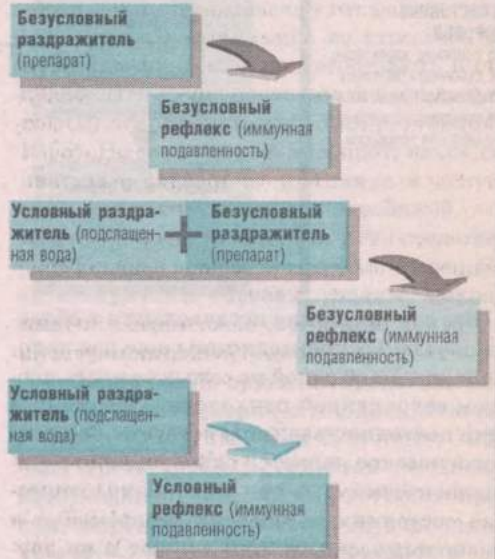 Безусловный
раздражитель
(препарат)
Безусловный
рефлекс (иммунная
подавленность)
Условный раздра-
житель (подслащен-
ная вода)
+
Безусловный
раздражитель
(препарат)
Безусловный
рефлекс (иммунная
подавленность)
Условный раздра-
житель (подслащен-
ная вода)
Условный
рефлекс (иммунная
подавленность)